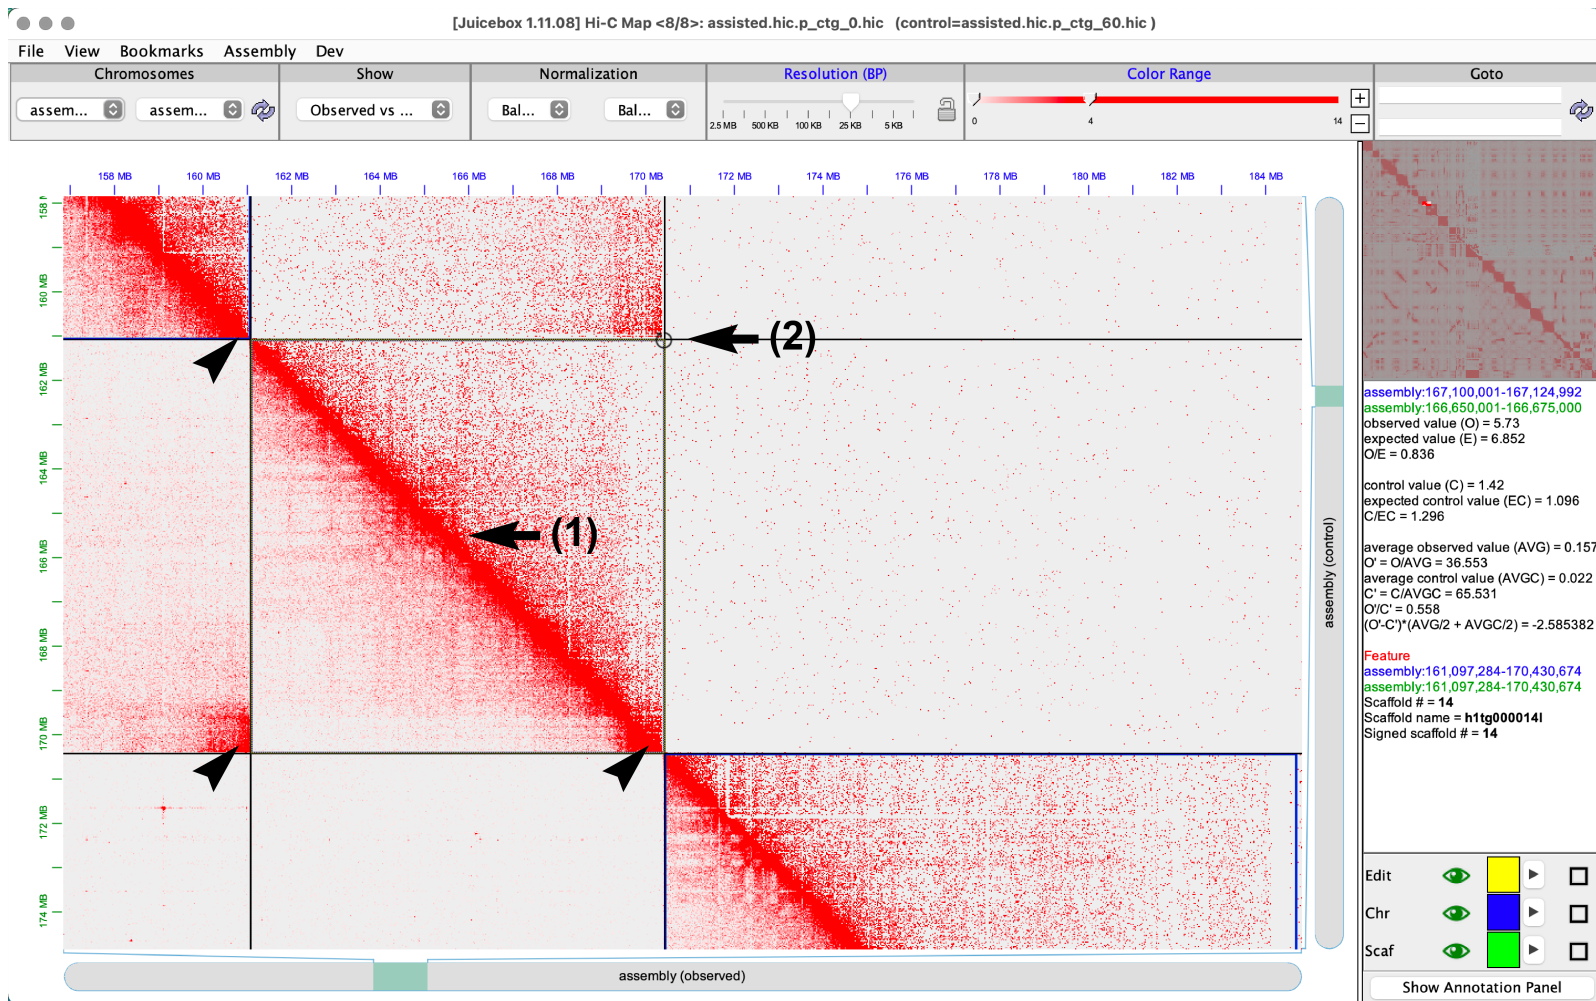 [Juicebox 1.11.08] Hi-C Map <8/8>: assisted.hic.p_ctg_0.hic (control=assisted.hic.p_ctg_60.hic )
File View Bookmarks Assembly Dev
Chromosomes Show Normalization Resolution (BP) Color Range Goto
assem... assem... Observed vs ... Bal... Bal...
2.5 MB 500 KB 100 KB 25 KB 5 KB
0 4 14
+
−
158 MB 160 MB 162 MB 164 MB 166 MB 168 MB 170 MB 172 MB 174 MB 176 MB 178 MB 180 MB 182 MB 184 MB
160 MB
162 MB
164 MB
166 MB
168 MB
170 MB
172 MB
174 MB
(2)
(1)
assembly (control)
assembly (observed)
assembly:167,100,001-167,124,992
assembly:166,650,001-166,675,000
observed value (O) = 5.73
expected value (E) = 6.852
O/E = 0.836
control value (C) = 1.42
expected control value (EC) = 1.096
C/EC = 1.296
average observed value (AVG) = 0.157
O' = O/AVG = 36.553
average control value (AVGC) = 0.022
C' = C/AVGC = 65.531
O'/C' = 0.558
(O'-C')*(AVG/2 + AVGC/2) = -2.585382
Feature
assembly:161,097,284-170,430,674
assembly:161,097,284-170,430,674
Scaffold # = 14
Scaffold name = h1tg000014l
Signed scaffold # = 14
Edit
Chr
Scaf
Show Annotation Panel